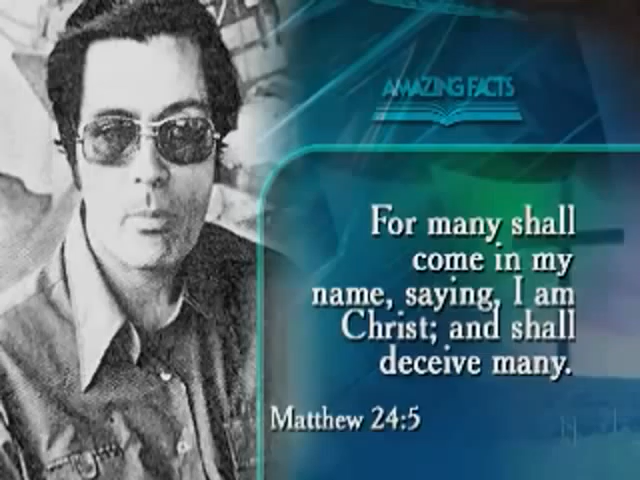 AMAZING FACTS
For many shall
come in my
name, saying, I am
Christ; and shall
deceive many.
Matthew 24:5